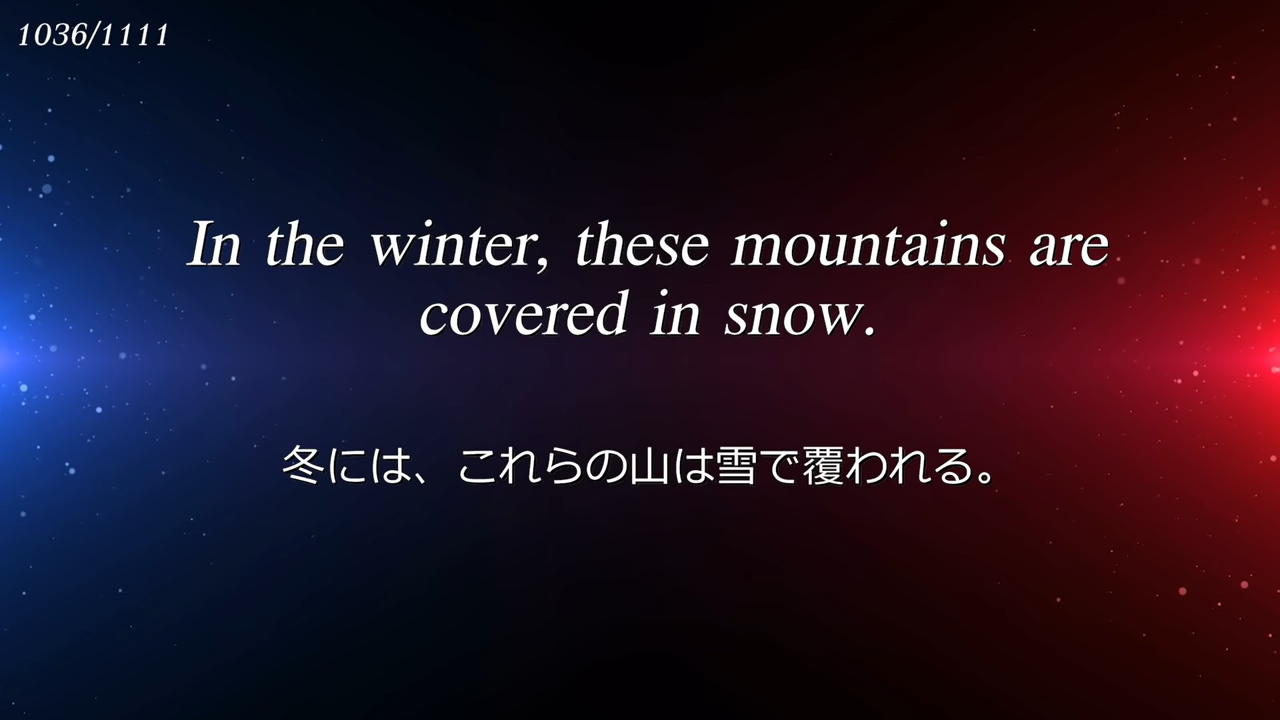 1036/1111
In the winter, these mountains are
covered in snow.
冬には、これらの山は雪で覆われる。